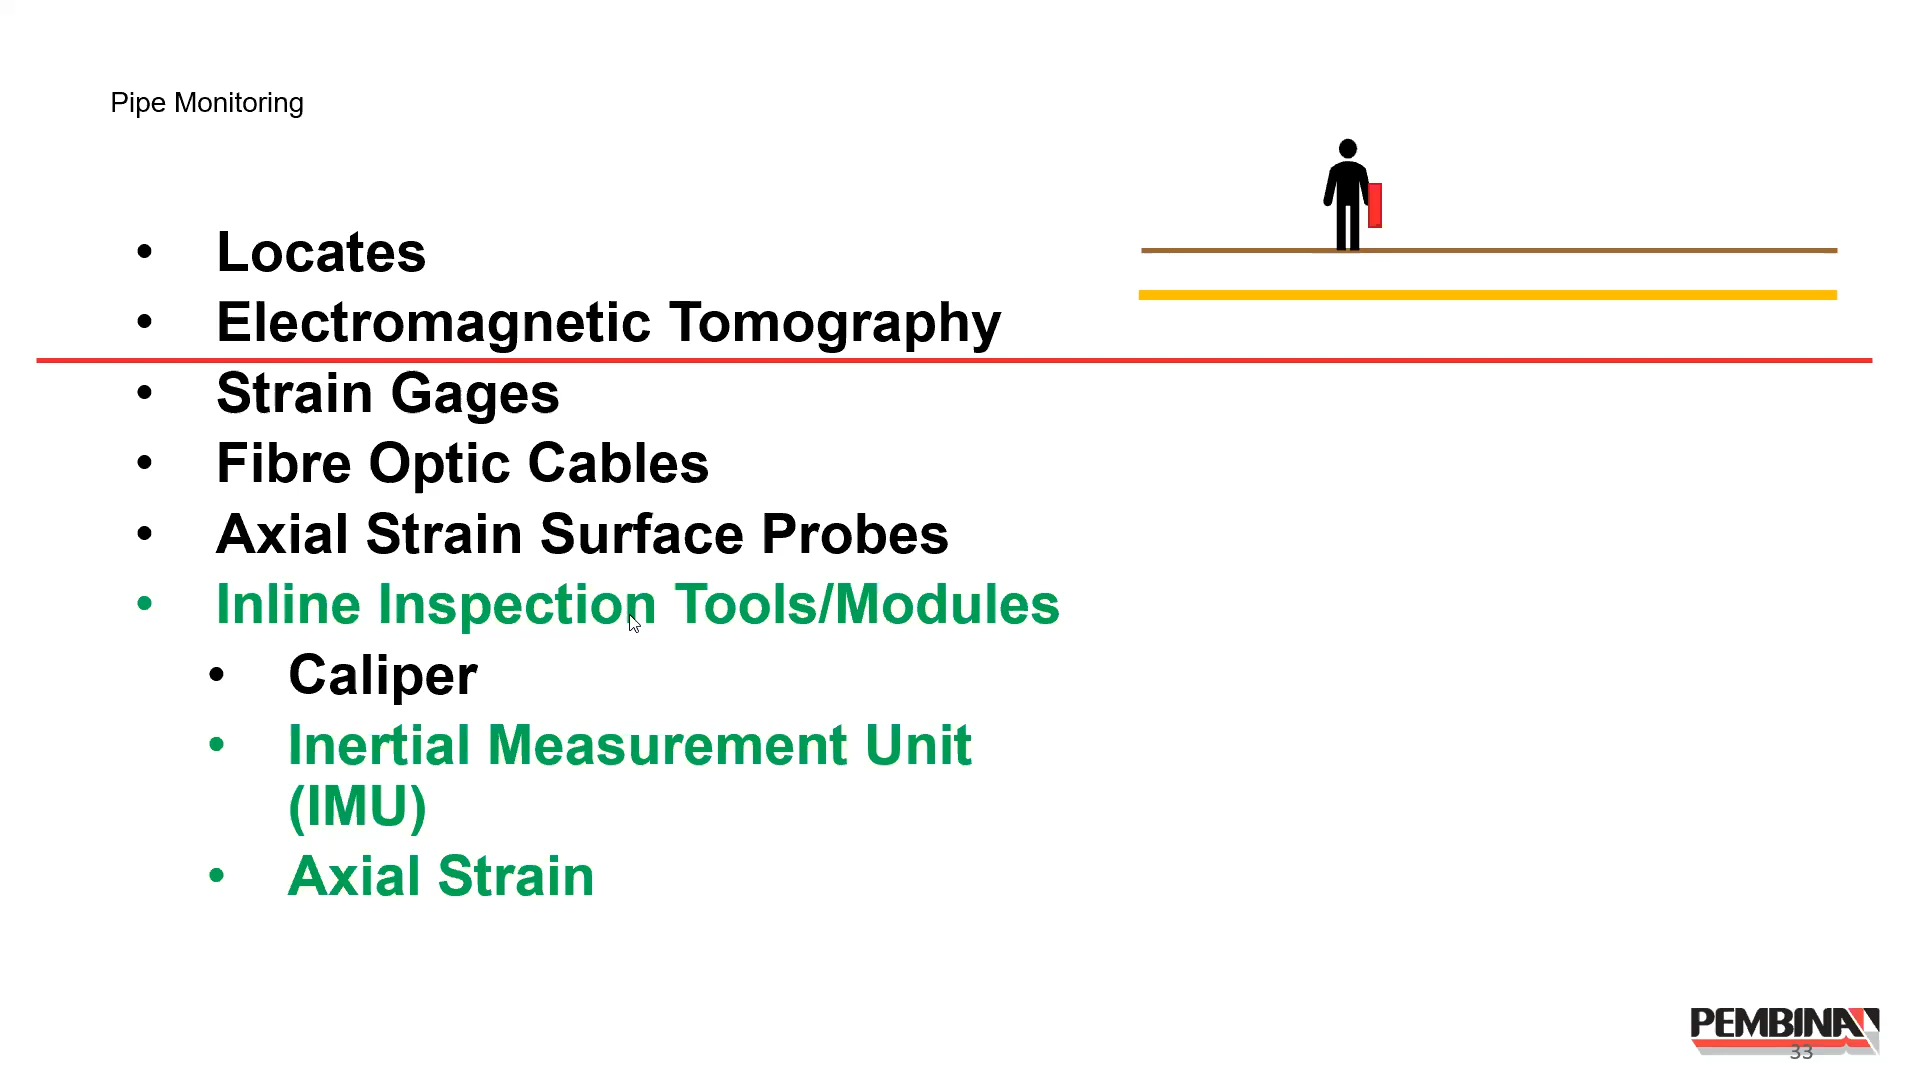 Pipe Monitoring
• Locates
• Electromagnetic Tomography
• Strain Gages
• Fibre Optic Cables
• Axial Strain Surface Probes
• Inline Inspection Tools/Modules
• Caliper
• Inertial Measurement Unit
(IMU)
• Axial Strain
PEMBINA
33